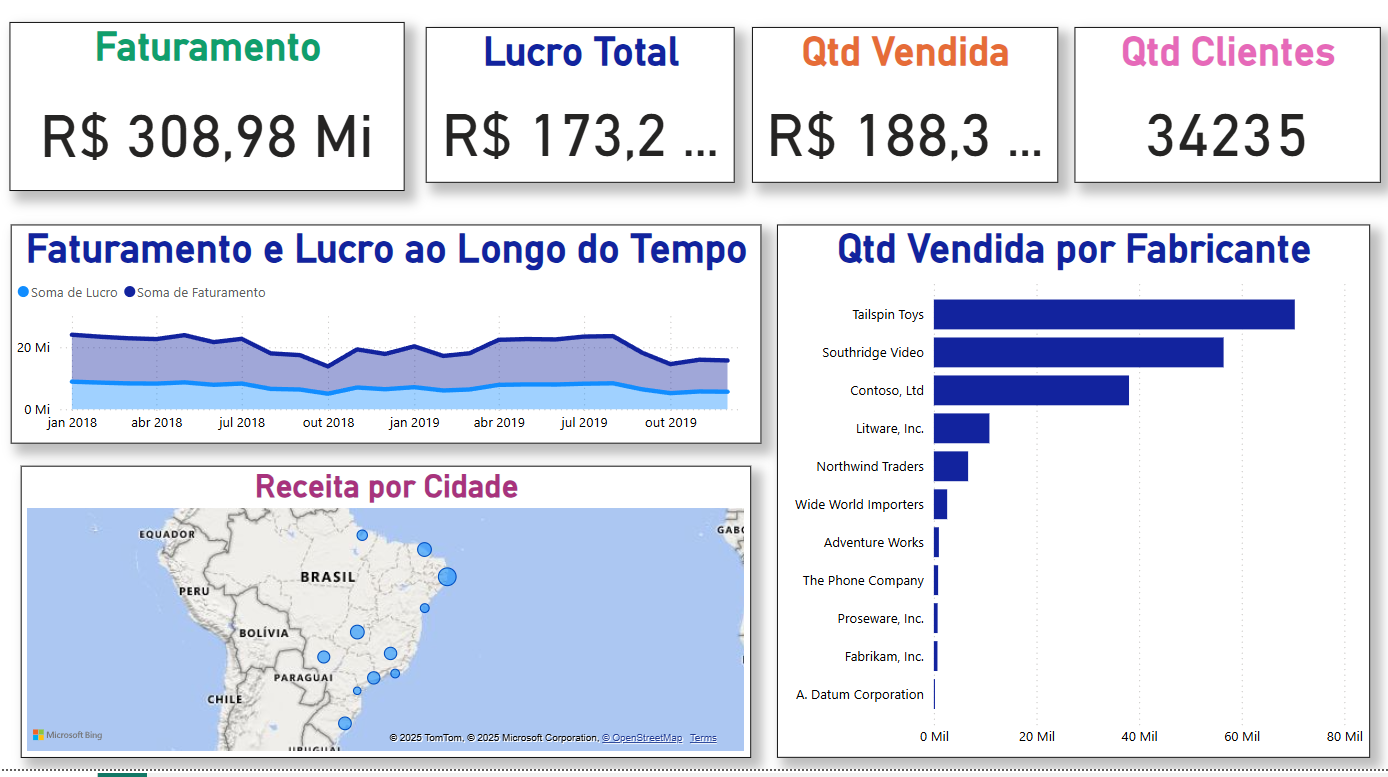 Faturamento
R$ 308,98 Mi
Lucro Total
R$ 173,2 ...
Qtd Vendida
R$ 188,3 ...
Qtd Clientes
34235
Faturamento e Lucro ao Longo do Tempo
Soma de Lucro Soma de Faturamento
20 Mi
0 Mi
jan 2018 abr 2018 jul 2018 out 2018 jan 2019 abr 2019 jul 2019 out 2019
Receita por Cidade
EQUADOR
GABO
BRASIL
PERU
BOLÍVIA
PARAGUAI
CHILE
URUGUAI
Microsoft Bing
© 2025 TomTom, © 2025 Microsoft Corporation, © OpenStreetMap Terms
Qtd Vendida por Fabricante
Tailspin Toys
Southridge Video
Contoso, Ltd
Litware, Inc.
Northwind Traders
Wide World Importers
Adventure Works
The Phone Company
Proseware, Inc.
Fabrikam, Inc.
A. Datum Corporation
0 Mil 20 Mil 40 Mil 60 Mil 80 Mil